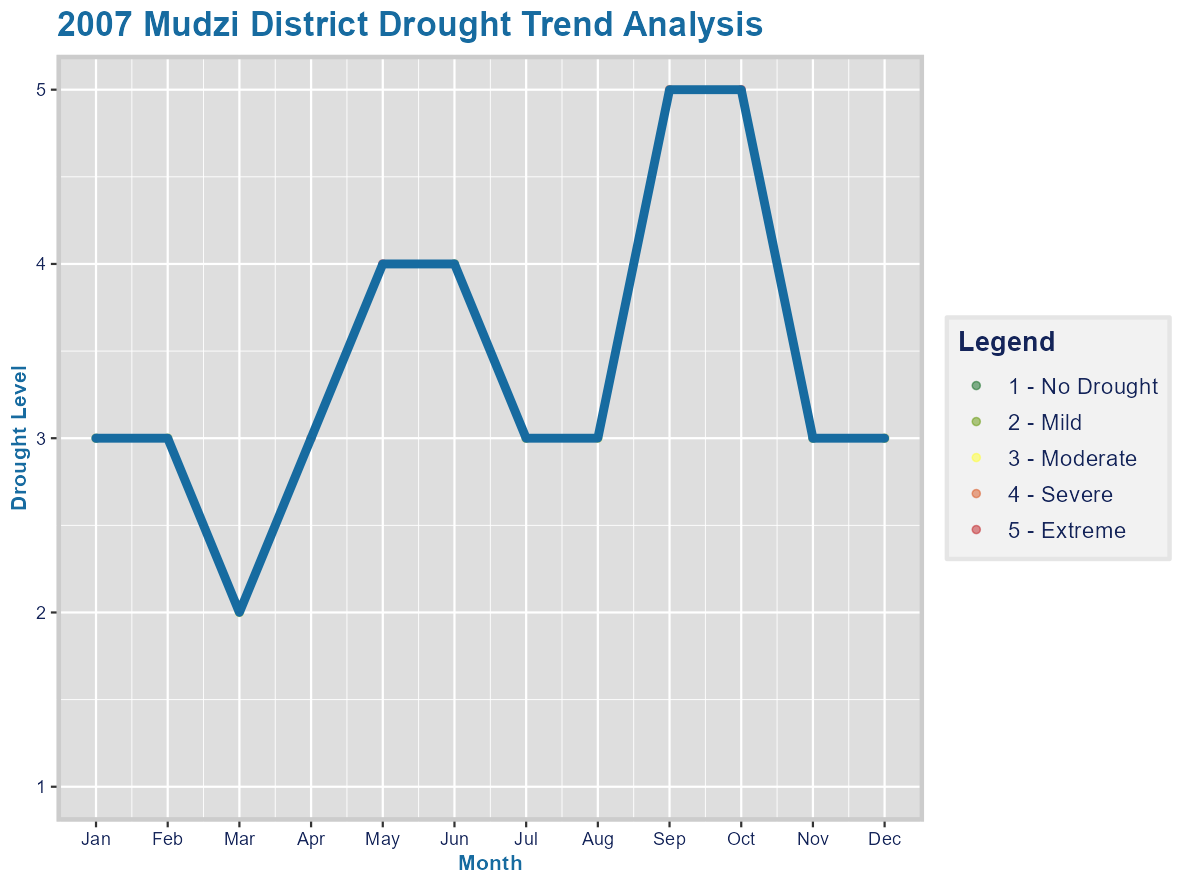 2007 Mudzi District Drought Trend Analysis
Drought Level
5
4
3
2
1
Jan Feb Mar Apr May Jun Jul Aug Sep Oct Nov Dec
Month
Legend
1 - No Drought
2 - Mild
3 - Moderate
4 - Severe
5 - Extreme